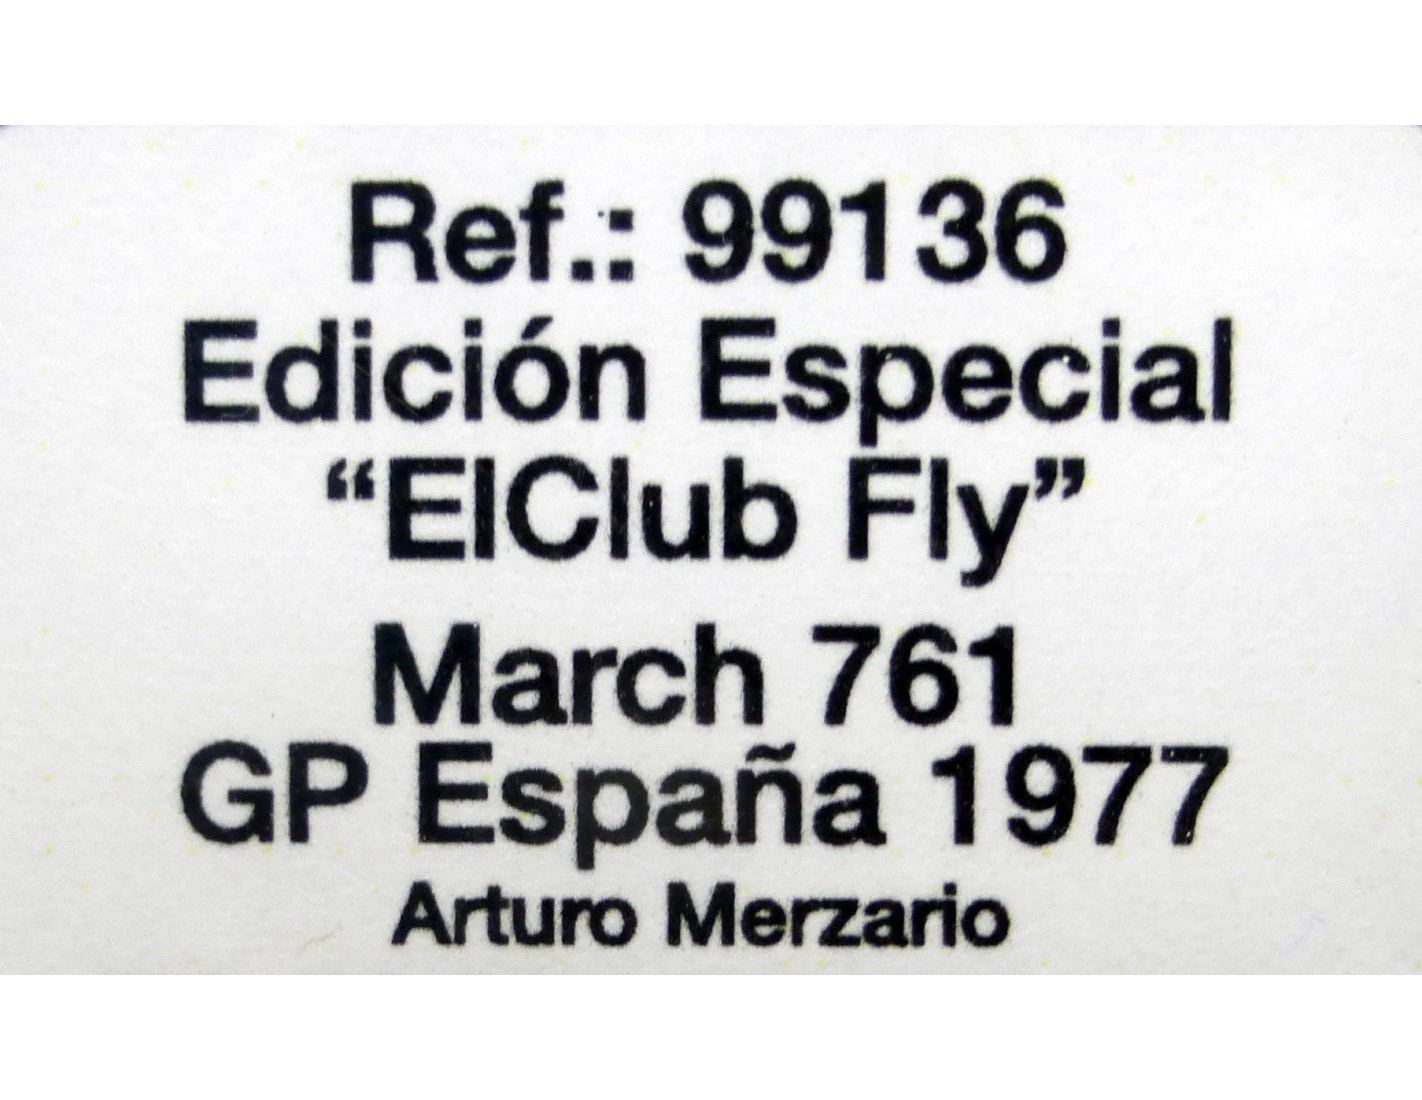 Ref.: 99136
Edición Especial
“ElClub Fly”
March 761
GP España 1977
Arturo Merzario